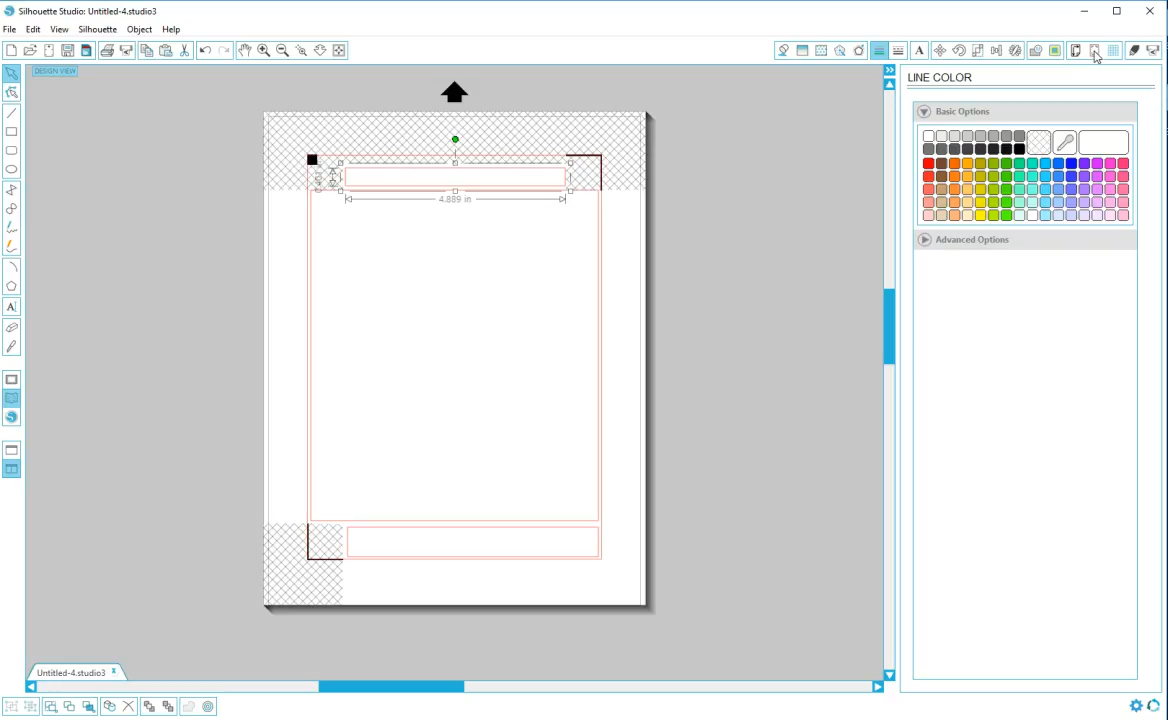 Silhouette Studio: Untitled-4.studio3
File Edit View Silhouette Object Help
DESIGN VIEW
LINE COLOR
Basic Options
Advanced Options
4.889 in
Untitled-4.studio3